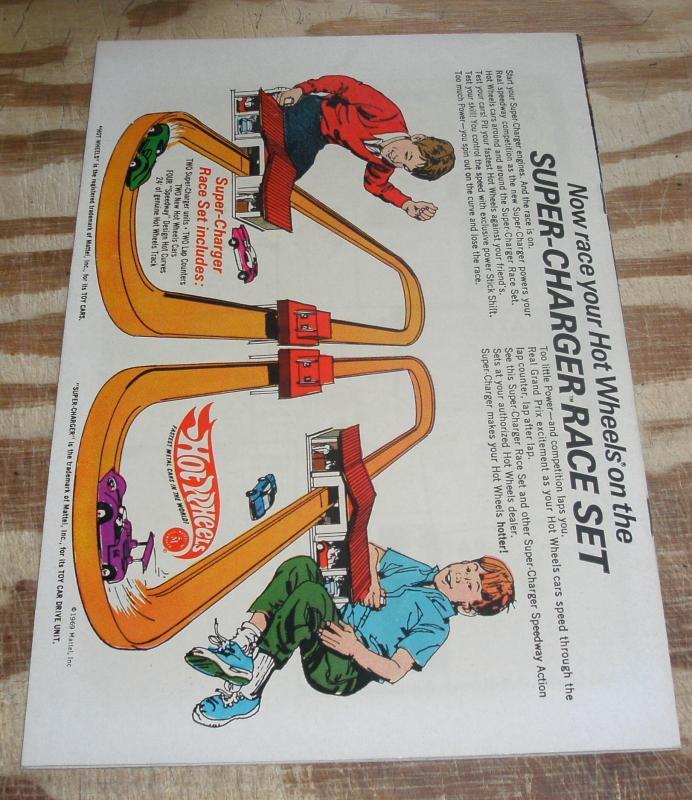 Now race your Hot Wheels® on the
SUPER-CHARGER™ RACE SET
Start your Super-Charger engines. And the race is on.
Real speedway competition as the new Super-Charger powers your
Hot Wheels cars around and around the Super-Charger Race Set.
Test your cars! Pit your fastest Hot Wheels against your friend's.
Test your skill! You control the speed with exclusive power Stick Shift.
Too much Power—you spin out on the curve and lose the race.
Too little Power—and competition laps you.
Real Grand Prix excitement as your Hot Wheels cars speed through the
lap counter, lap after lap.
See this Super-Charger Race Set and other Super-Charger Speedway Action
Sets at your authorized Hot Wheels dealer.
Super-Charger makes your Hot Wheels hotter!
Super-Charger
Race Set includes:
TWO Super-Charger units • TWO Lap Counters
TWO New Hot Wheels Cars
FOUR "Speedway" Design Hot Curves
24' of genuine Hot Wheels Track
Hot Wheels
FASTEST METAL CARS IN THE WORLD!
"HOT WHEELS" is the registered trademark of Mattel, Inc., for its TOY CARS.
"SUPER-CHARGER" is the trademark of Mattel, Inc., for its TOY CAR DRIVE UNIT.
©1969 Mattel, Inc